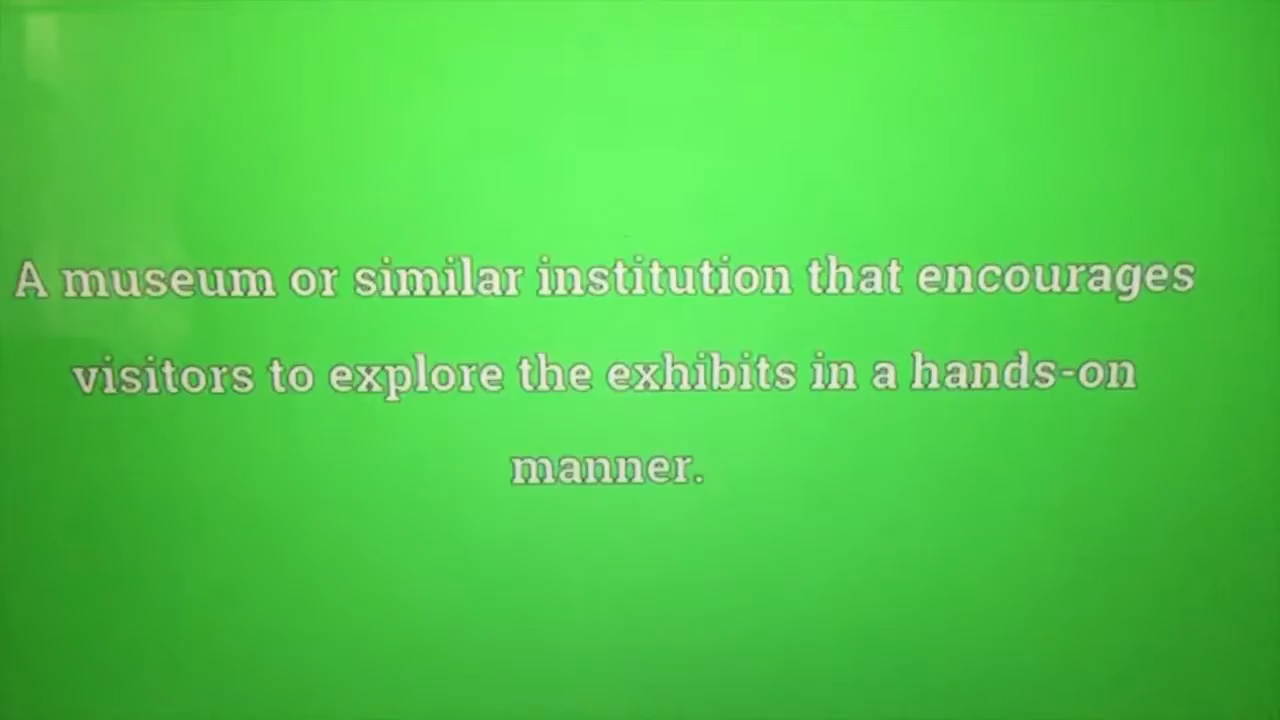 A museum or similar institution that encourages
visitors to explore the exhibits in a hands-on
manner.